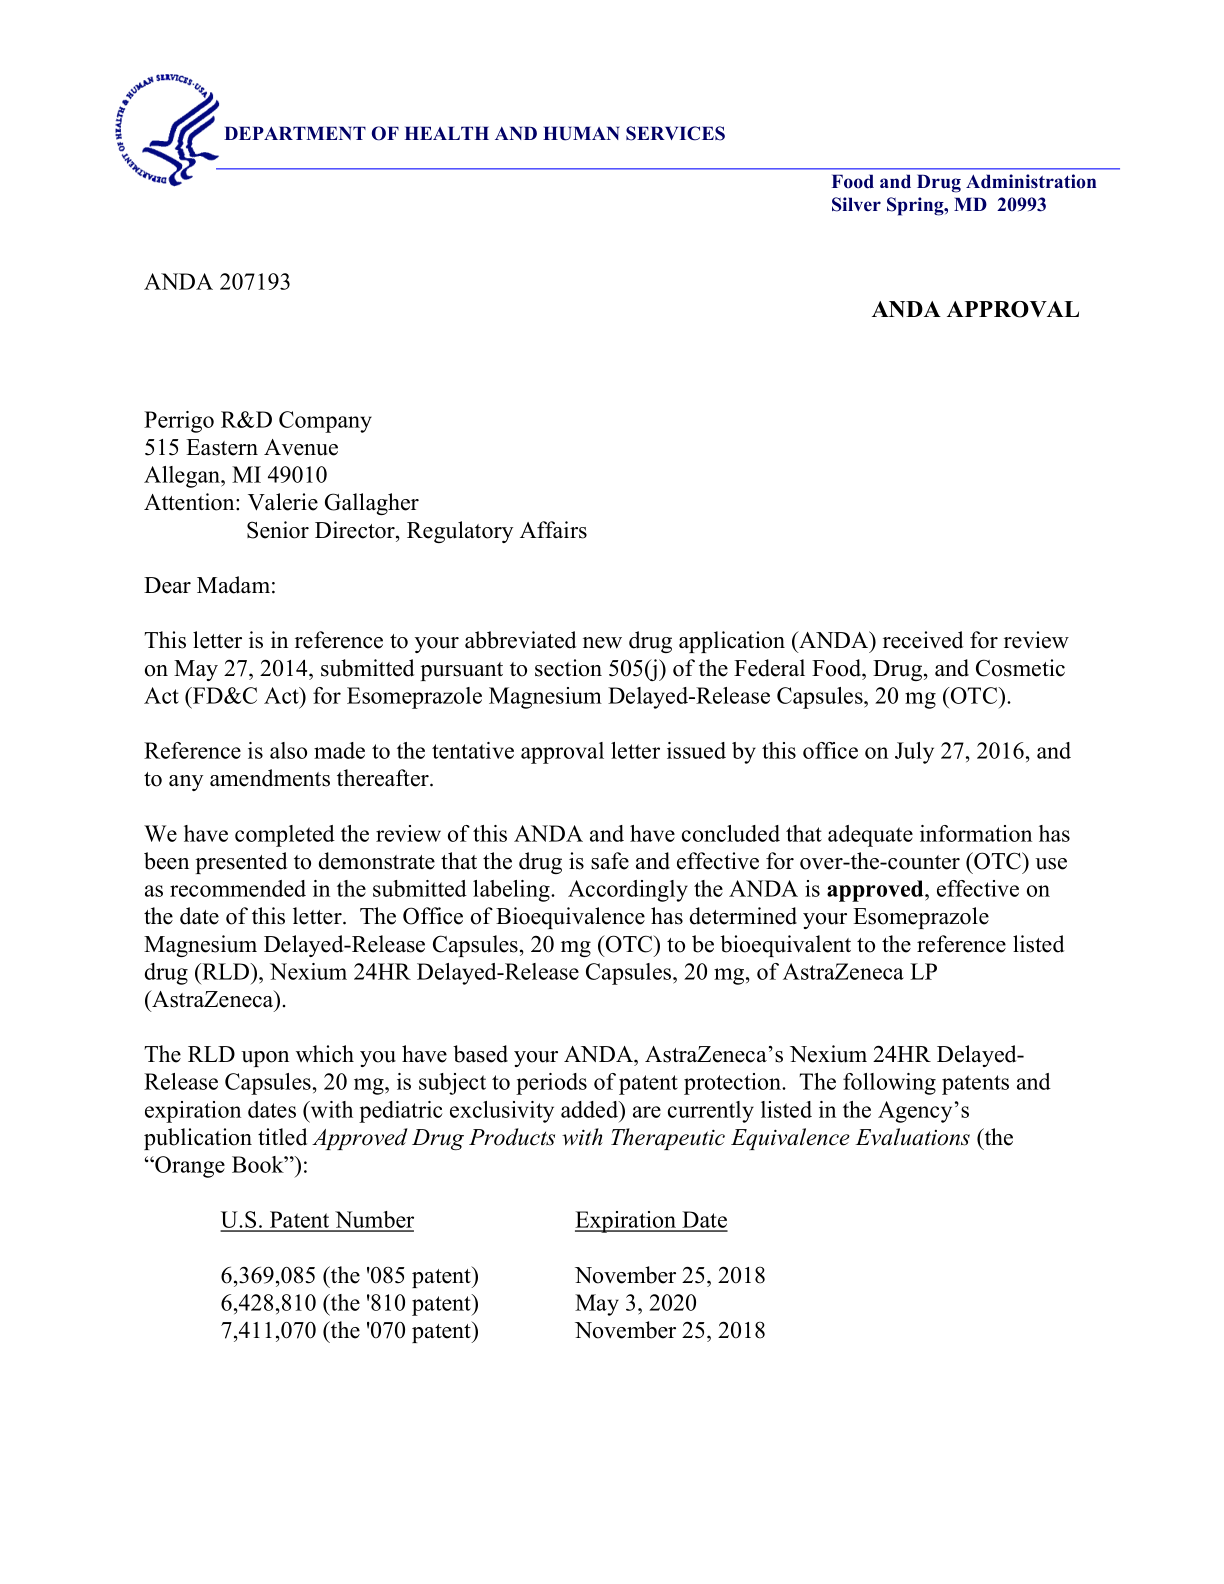 DEPARTMENT OF HEALTH & HUMAN SERVICES·USA
DEPARTMENT OF HEALTH AND HUMAN SERVICES
Food and Drug Administration
Silver Spring, MD  20993
ANDA 207193
ANDA APPROVAL
Perrigo R&D Company
515 Eastern Avenue
Allegan, MI 49010
Attention: Valerie Gallagher
Senior Director, Regulatory Affairs
Dear Madam:
This letter is in reference to your abbreviated new drug application (ANDA) received for review
on May 27, 2014, submitted pursuant to section 505(j) of the Federal Food, Drug, and Cosmetic
Act (FD&C Act) for Esomeprazole Magnesium Delayed-Release Capsules, 20 mg (OTC).
Reference is also made to the tentative approval letter issued by this office on July 27, 2016, and
to any amendments thereafter.
We have completed the review of this ANDA and have concluded that adequate information has
been presented to demonstrate that the drug is safe and effective for over-the-counter (OTC) use
as recommended in the submitted labeling.  Accordingly the ANDA is approved, effective on
the date of this letter.  The Office of Bioequivalence has determined your Esomeprazole
Magnesium Delayed-Release Capsules, 20 mg (OTC) to be bioequivalent to the reference listed
drug (RLD), Nexium 24HR Delayed-Release Capsules, 20 mg, of AstraZeneca LP
(AstraZeneca).
The RLD upon which you have based your ANDA, AstraZeneca’s Nexium 24HR Delayed-
Release Capsules, 20 mg, is subject to periods of patent protection.  The following patents and
expiration dates (with pediatric exclusivity added) are currently listed in the Agency’s
publication titled Approved Drug Products with Therapeutic Equivalence Evaluations (the
“Orange Book”):
U.S. Patent Number Expiration Date
6,369,085 (the '085 patent) November 25, 2018
6,428,810 (the '810 patent) May 3, 2020
7,411,070 (the '070 patent) November 25, 2018